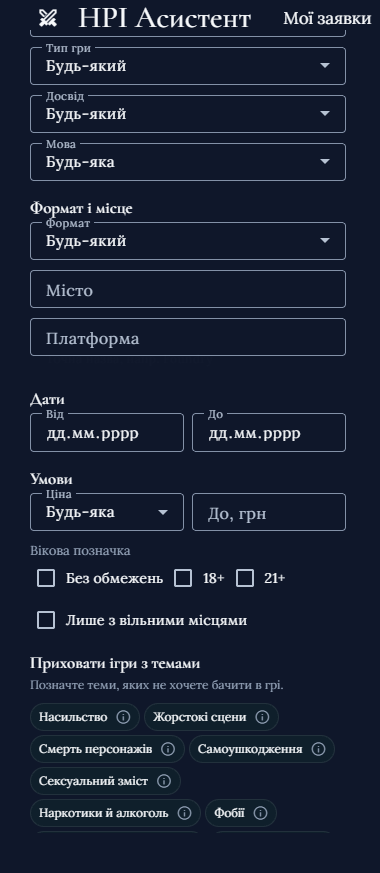 НРІ Асистент
Мої заявки
Тип гри
Будь-який
Досвід
Будь-який
Мова
Будь-яка
Формат і місце
Формат
Будь-який
Місто
Платформа
Дати
Від
До
дд.мм.рррр
дд.мм.рррр
Умови
Ціна
Будь-яка
До, грн
Вікова позначка
Без обмежень
18+
21+
Лише з вільними місцями
Приховати ігри з темами
Позначте теми, яких не хочете бачити в грі.
Насильство
Жорстокі сцени
Смерть персонажів
Самоушкодження
Сексуальний зміст
Наркотики й алкоголь
Фобії